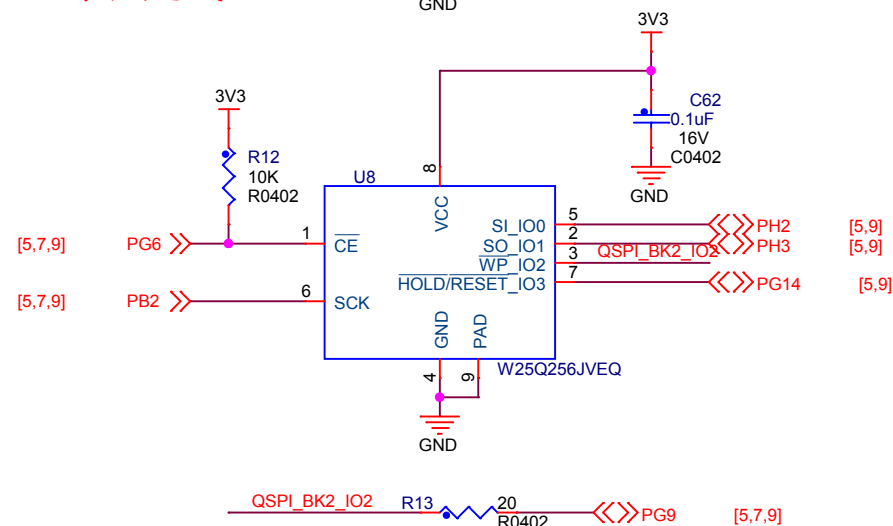 GND
3V3
3V3
C62
0.1uF
16V
C0402
GND
R12
10K
R0402
U8
8
VCC
[5,7,9] PG6 1 CE
SI_IO0 5 PH2 [5,9]
SO_IO1 2 PH3 [5,9]
WP_IO2 3 QSPI_BK2_IO2
HOLD/RESET_IO3 7 PG14 [5,9]
[5,7,9] PB2 6 SCK
GND PAD
4 9
W25Q256JVEQ
GND
QSPI_BK2_IO2 R13 20 PG9 [5,7,9]
R0402